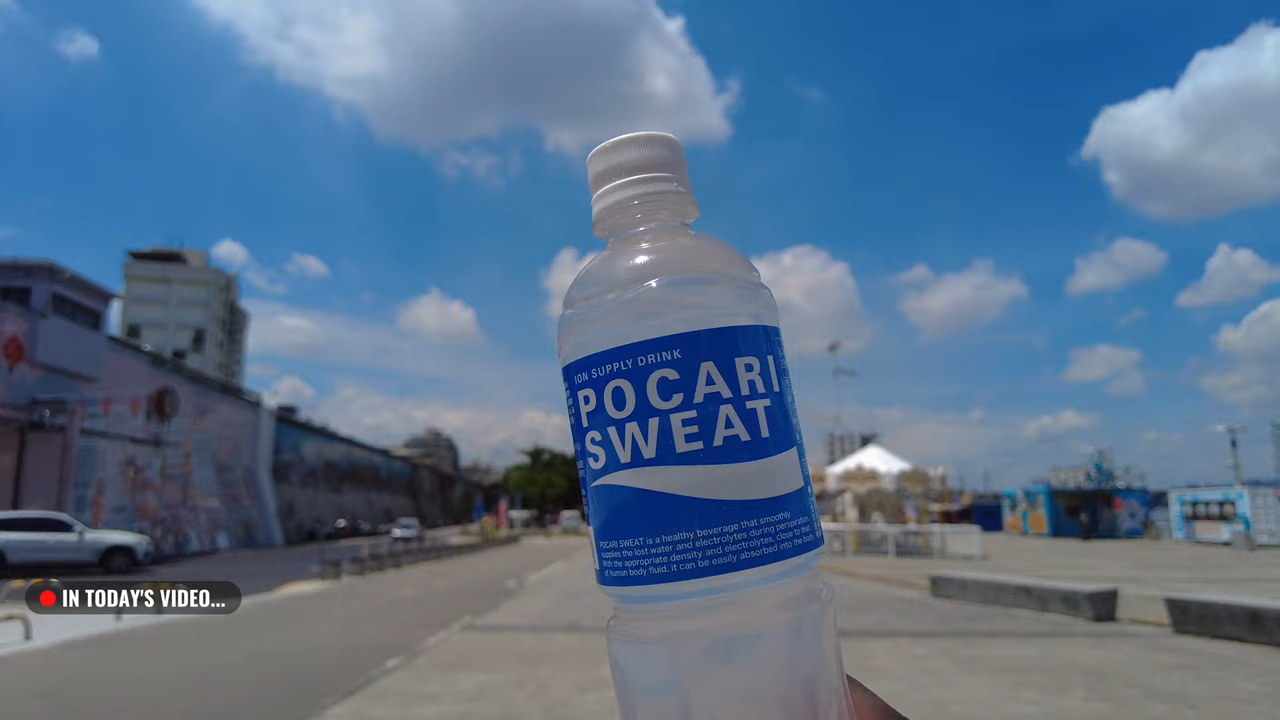 ION SUPPLY DRINK
POCARI
SWEAT
POCARI SWEAT is a healthy beverage that smoothly
supplies the lost water and electrolytes during perspiration.
With the appropriate density and electrolytes, close to that
of human body fluid, it can be easily absorbed into the body.
IN TODAY'S VIDEO...